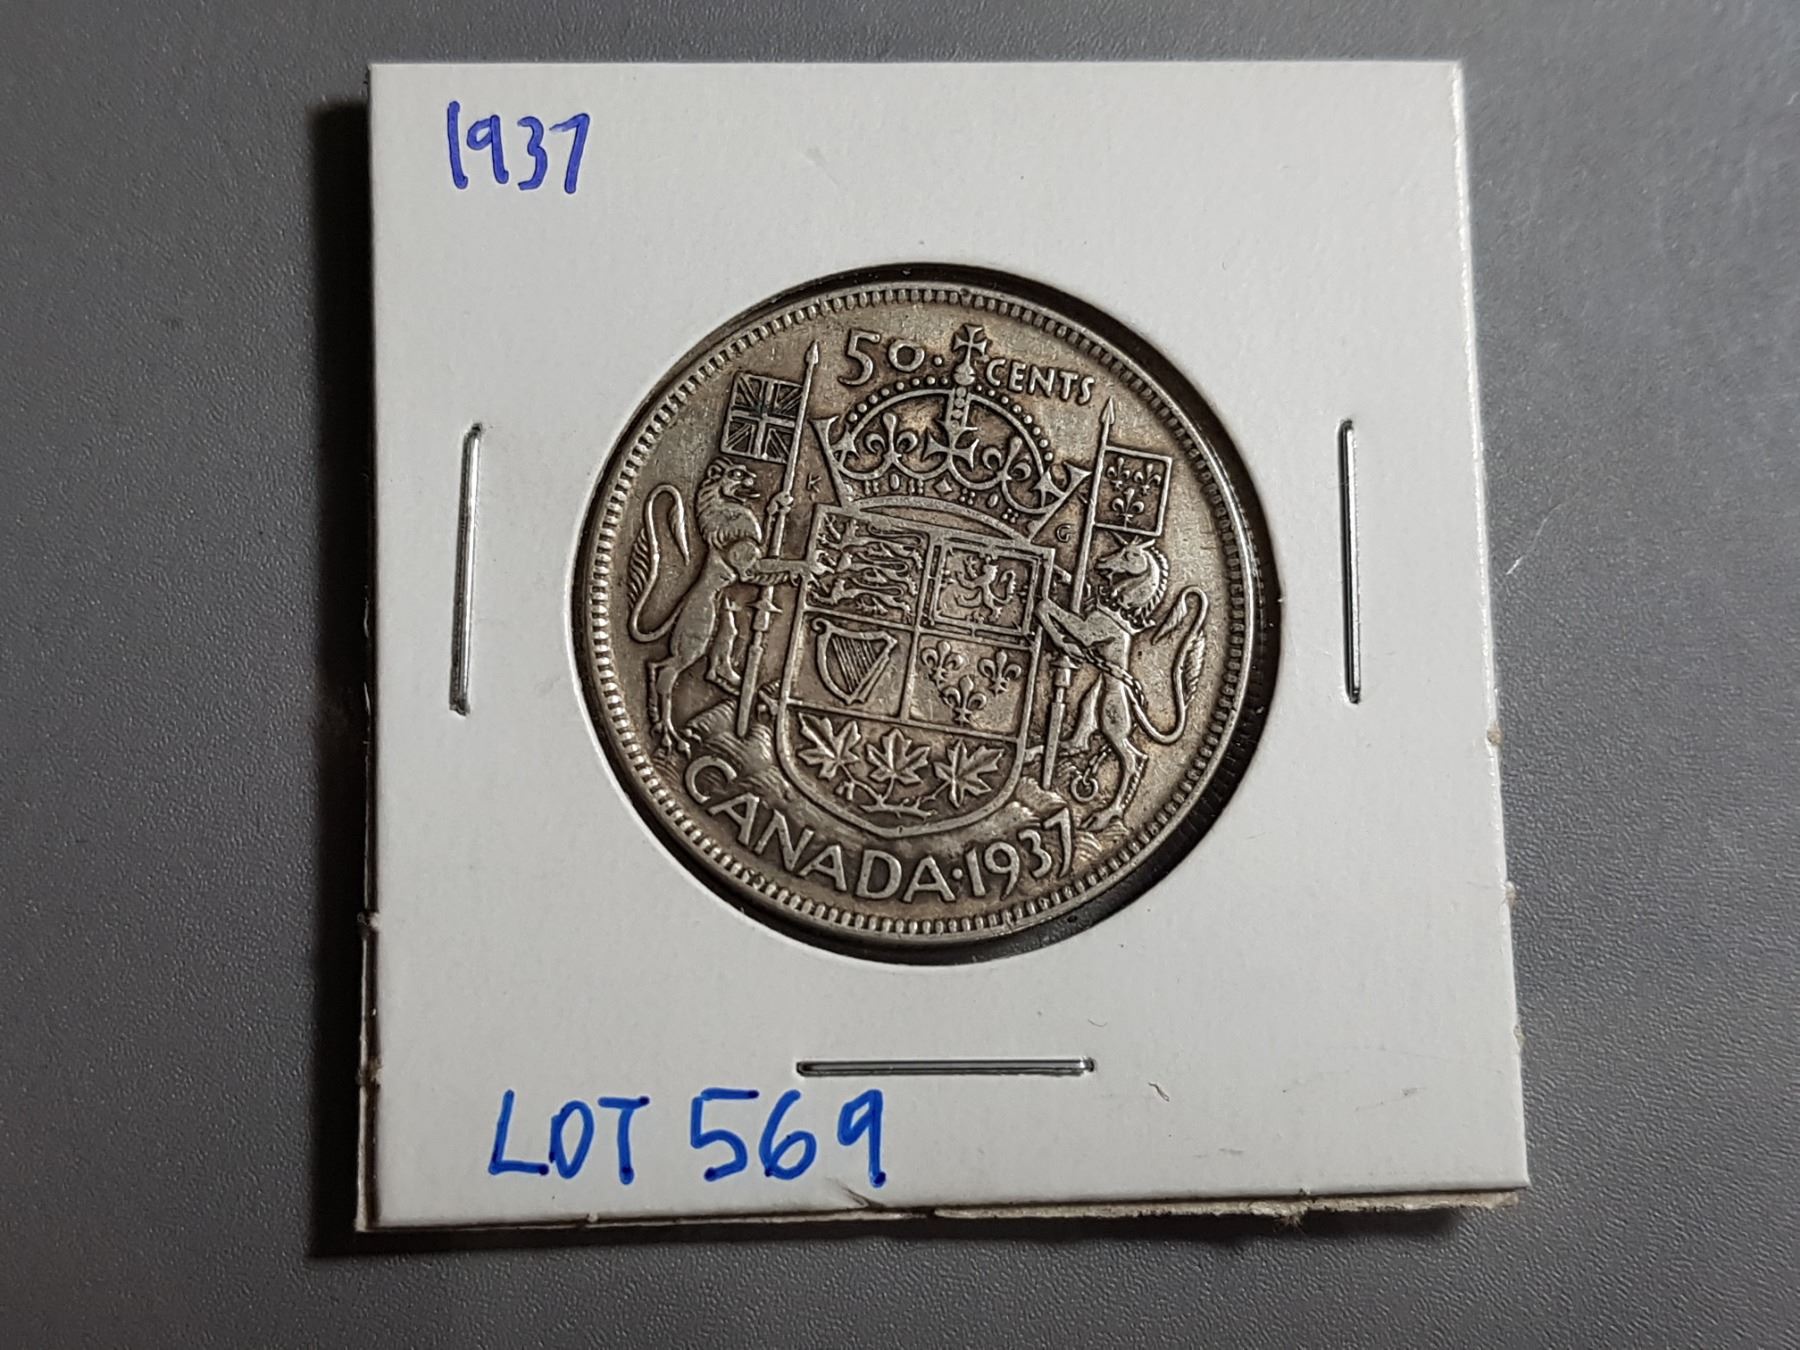 1937
50 · CENTS
K G
CANADA · 1937
LOT 569